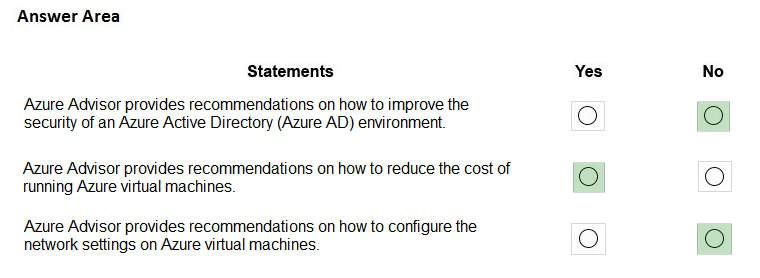 Answer Area
Statements Yes No
Azure Advisor provides recommendations on how to improve the
security of an Azure Active Directory (Azure AD) environment.
Azure Advisor provides recommendations on how to reduce the cost of
running Azure virtual machines.
Azure Advisor provides recommendations on how to configure the
network settings on Azure virtual machines.